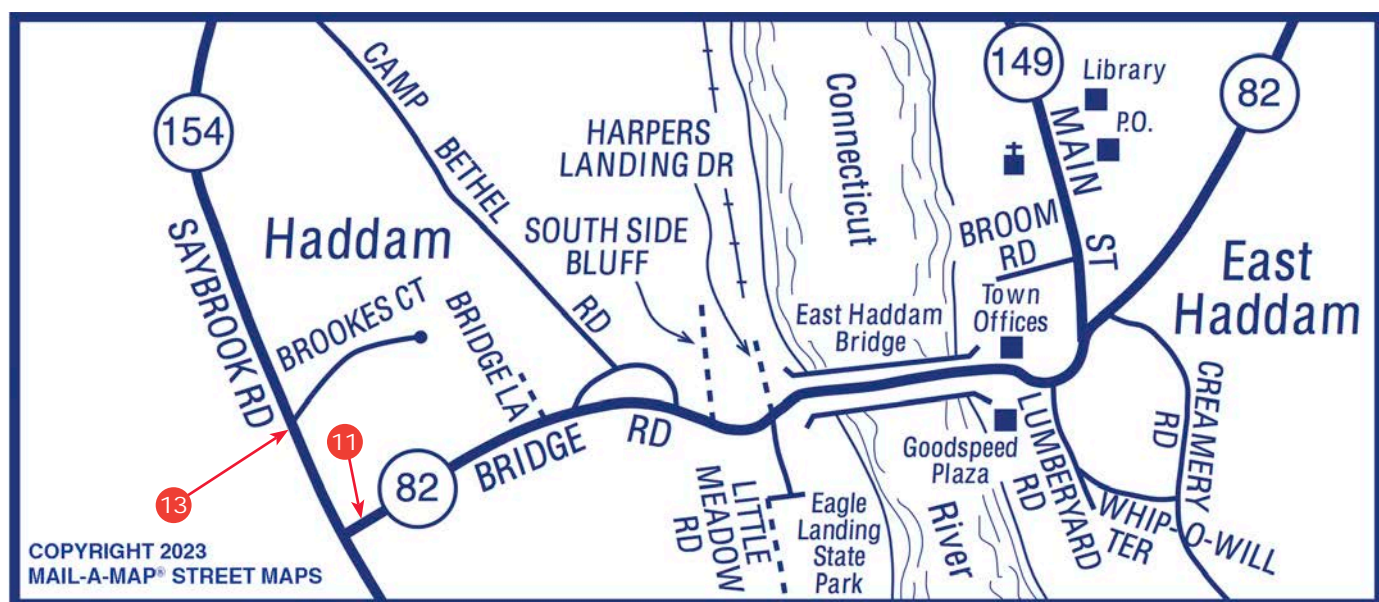 154
CAMP
BETHEL
RD
HARPERS
LANDING DR
SOUTH SIDE
BLUFF
Connecticut
River
149
MAIN
ST
Library
P.O.
82
BROOM
RD
Town
Offices
East Haddam
Bridge
East
Haddam
Haddam
SAYBROOK RD
BROOKES CT
BRIDGE LA
BRIDGE
RD
82
11
13
LITTLE
MEADOW
RD
Eagle
Landing
State
Park
Goodspeed
Plaza
LUMBERYARD
RD
WHIP-O-WILL
TER
CREAMERY
RD
COPYRIGHT 2023
MAIL-A-MAP® STREET MAPS